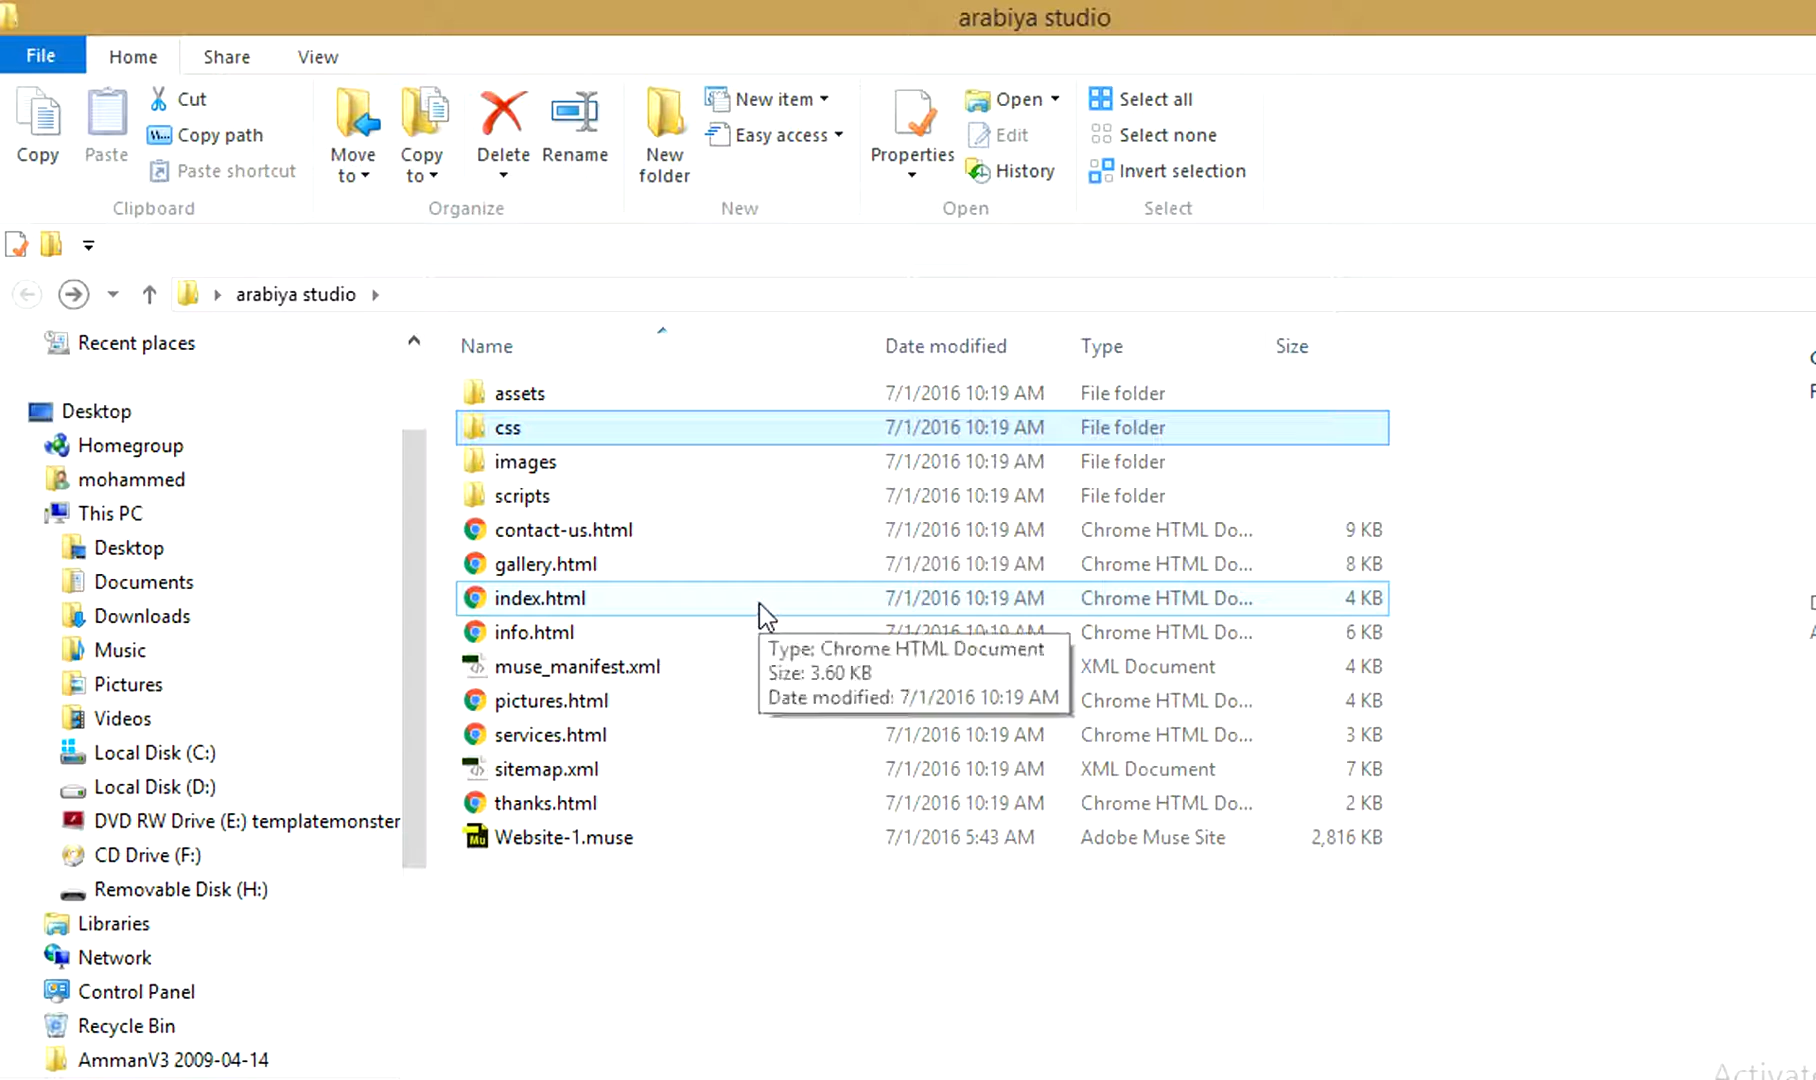 arabiya studio
File Home Share View
Copy
Paste
Cut
Copy path
Paste shortcut
Clipboard
Move to
Copy to
Delete
Rename
Organize
New folder
New item
Easy access
New
Properties
Open
Edit
History
Open
Select all
Select none
Invert selection
Select
arabiya studio
Recent places
Desktop
Homegroup
mohammed
This PC
Desktop
Documents
Downloads
Music
Pictures
Videos
Local Disk (C:)
Local Disk (D:)
DVD RW Drive (E:) templatemonster
CD Drive (F:)
Removable Disk (H:)
Libraries
Network
Control Panel
Recycle Bin
AmmanV3 2009-04-14
Name Date modified Type Size
assets 7/1/2016 10:19 AM File folder
css 7/1/2016 10:19 AM File folder
images 7/1/2016 10:19 AM File folder
scripts 7/1/2016 10:19 AM File folder
contact-us.html 7/1/2016 10:19 AM Chrome HTML Do... 9 KB
gallery.html 7/1/2016 10:19 AM Chrome HTML Do... 8 KB
index.html 7/1/2016 10:19 AM Chrome HTML Do... 4 KB
info.html 7/1/2016 10:19 AM Chrome HTML Do... 6 KB
muse_manifest.xml XML Document 4 KB
pictures.html Chrome HTML Do... 4 KB
services.html 7/1/2016 10:19 AM Chrome HTML Do... 3 KB
sitemap.xml 7/1/2016 10:19 AM XML Document 7 KB
thanks.html 7/1/2016 10:19 AM Chrome HTML Do... 2 KB
Website-1.muse 7/1/2016 5:43 AM Adobe Muse Site 2,816 KB
Type: Chrome HTML Document
Size: 3.60 KB
Date modified: 7/1/2016 10:19 AM